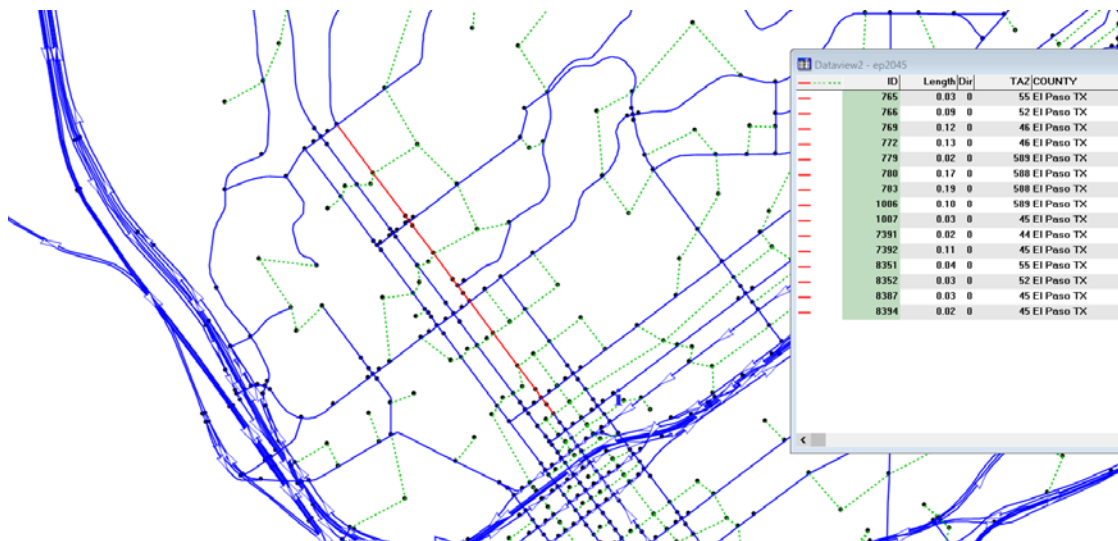 Dataview2 - ep2045
ID Length Dir TAZ COUNTY
765 0.03 0 55 El Paso TX
766 0.09 0 52 El Paso TX
769 0.12 0 46 El Paso TX
772 0.13 0 46 El Paso TX
779 0.02 0 589 El Paso TX
780 0.17 0 588 El Paso TX
783 0.19 0 588 El Paso TX
1006 0.10 0 589 El Paso TX
1007 0.03 0 45 El Paso TX
7391 0.02 0 44 El Paso TX
7392 0.11 0 45 El Paso TX
8351 0.04 0 55 El Paso TX
8352 0.03 0 52 El Paso TX
8387 0.03 0 45 El Paso TX
8394 0.02 0 45 El Paso TX